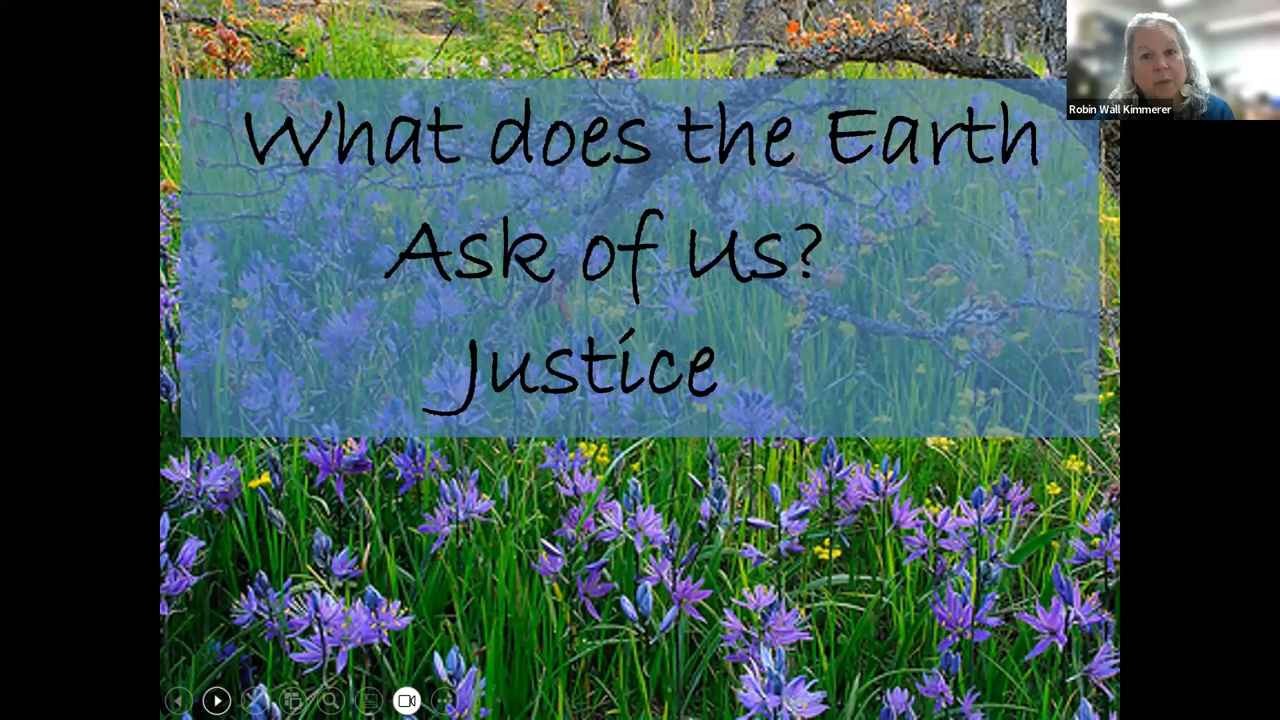 What does the Earth
Ask of Us?
Justice
Robin Wall Kimmerer